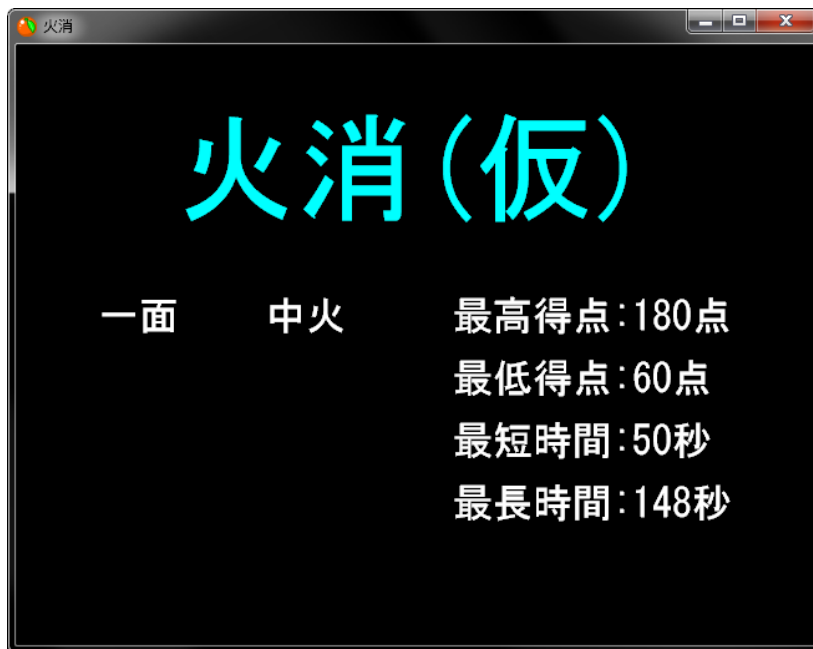 火消
火消(仮)
一面 中火 最高得点:180点
最低得点:60点
最短時間:50秒
最長時間:148秒